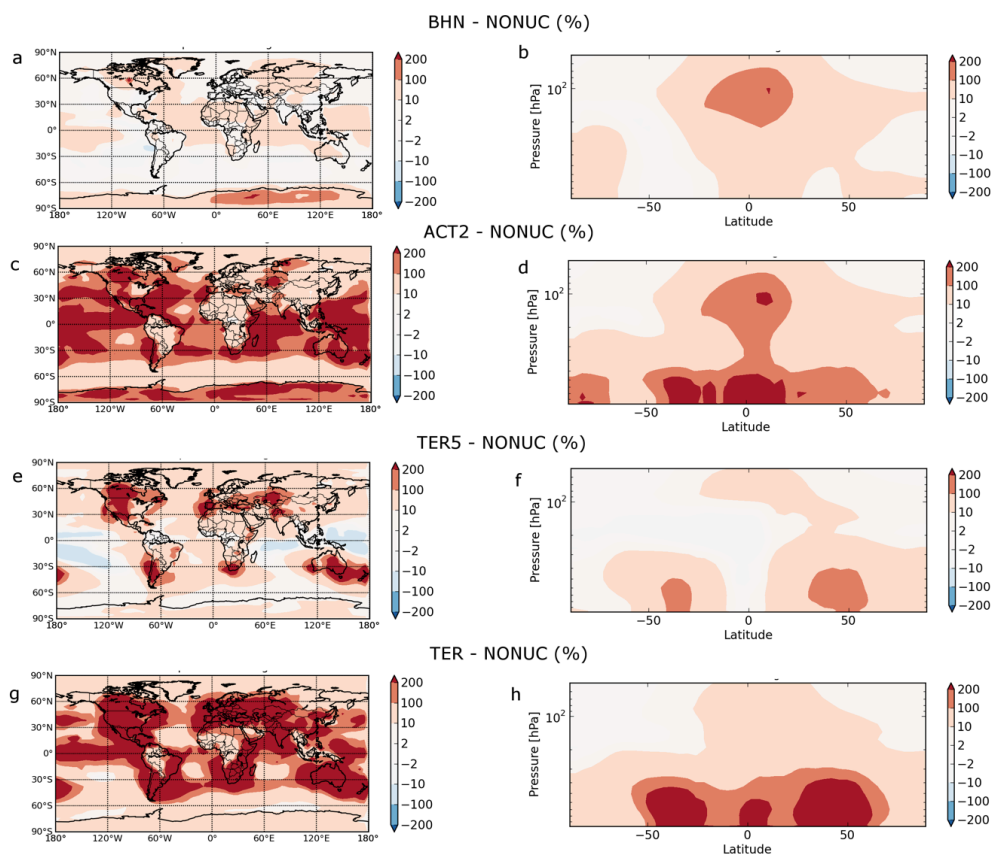 BHN - NONUC (%)
a
90°N
60°N
30°N
0°
30°S
60°S
90°S
180°
120°W
60°W
0°
60°E
120°E
180°
200
100
10
2
−2
−10
−100
−200
b
Pressure [hPa]
10²
−50
0
50
Latitude
200
100
10
2
−2
−10
−100
−200
ACT2 - NONUC (%)
c
90°N
60°N
30°N
0°
30°S
60°S
90°S
180°
120°W
60°W
0°
60°E
120°E
180°
200
100
10
2
−2
−10
−100
−200
d
Pressure [hPa]
10²
−50
0
50
Latitude
200
100
10
2
−2
−10
−100
−200
TER5 - NONUC (%)
e
90°N
60°N
30°N
0°
30°S
60°S
90°S
180°
120°W
60°W
0°
60°E
120°E
180°
200
100
10
2
−2
−10
−100
−200
f
Pressure [hPa]
10²
−50
0
50
Latitude
200
100
10
2
−2
−10
−100
−200
TER - NONUC (%)
g
90°N
60°N
30°N
0°
30°S
60°S
90°S
180°
120°W
60°W
0°
60°E
120°E
180°
200
100
10
2
−2
−10
−100
−200
h
Pressure [hPa]
10²
−50
0
50
Latitude
200
100
10
2
−2
−10
−100
−200